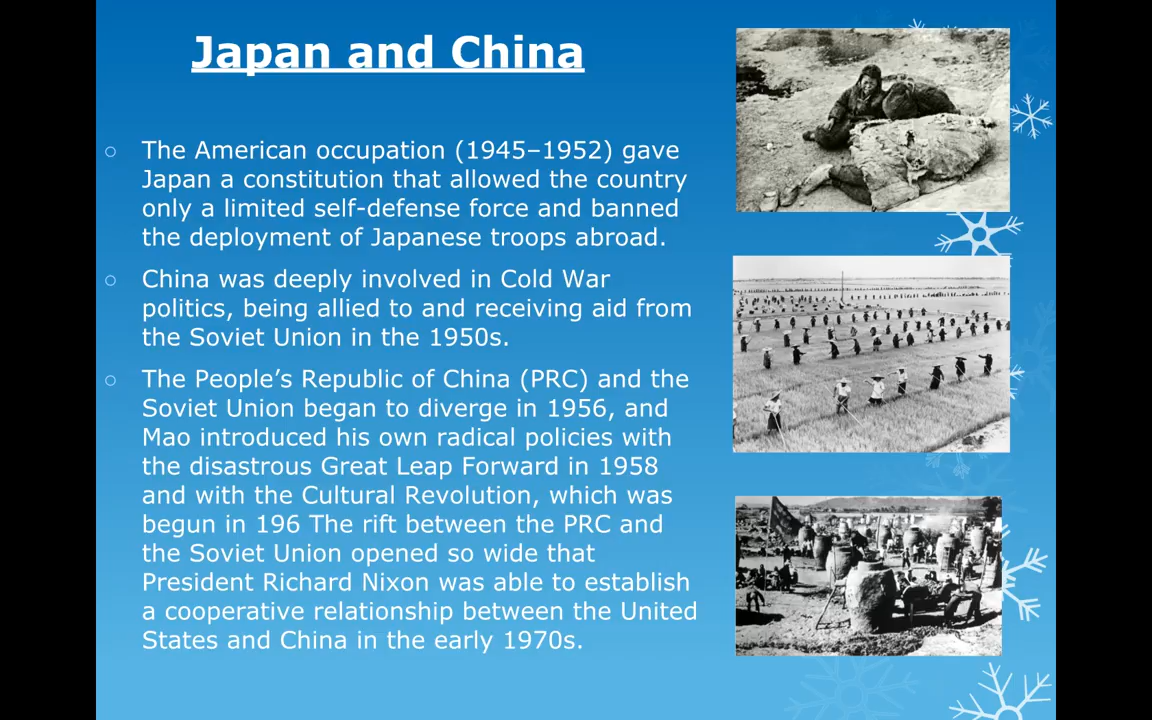 Japan and China
○ The American occupation (1945–1952) gave
Japan a constitution that allowed the country
only a limited self-defense force and banned
the deployment of Japanese troops abroad.
○ China was deeply involved in Cold War
politics, being allied to and receiving aid from
the Soviet Union in the 1950s.
○ The People’s Republic of China (PRC) and the
Soviet Union began to diverge in 1956, and
Mao introduced his own radical policies with
the disastrous Great Leap Forward in 1958
and with the Cultural Revolution, which was
begun in 196 The rift between the PRC and
the Soviet Union opened so wide that
President Richard Nixon was able to establish
a cooperative relationship between the United
States and China in the early 1970s.